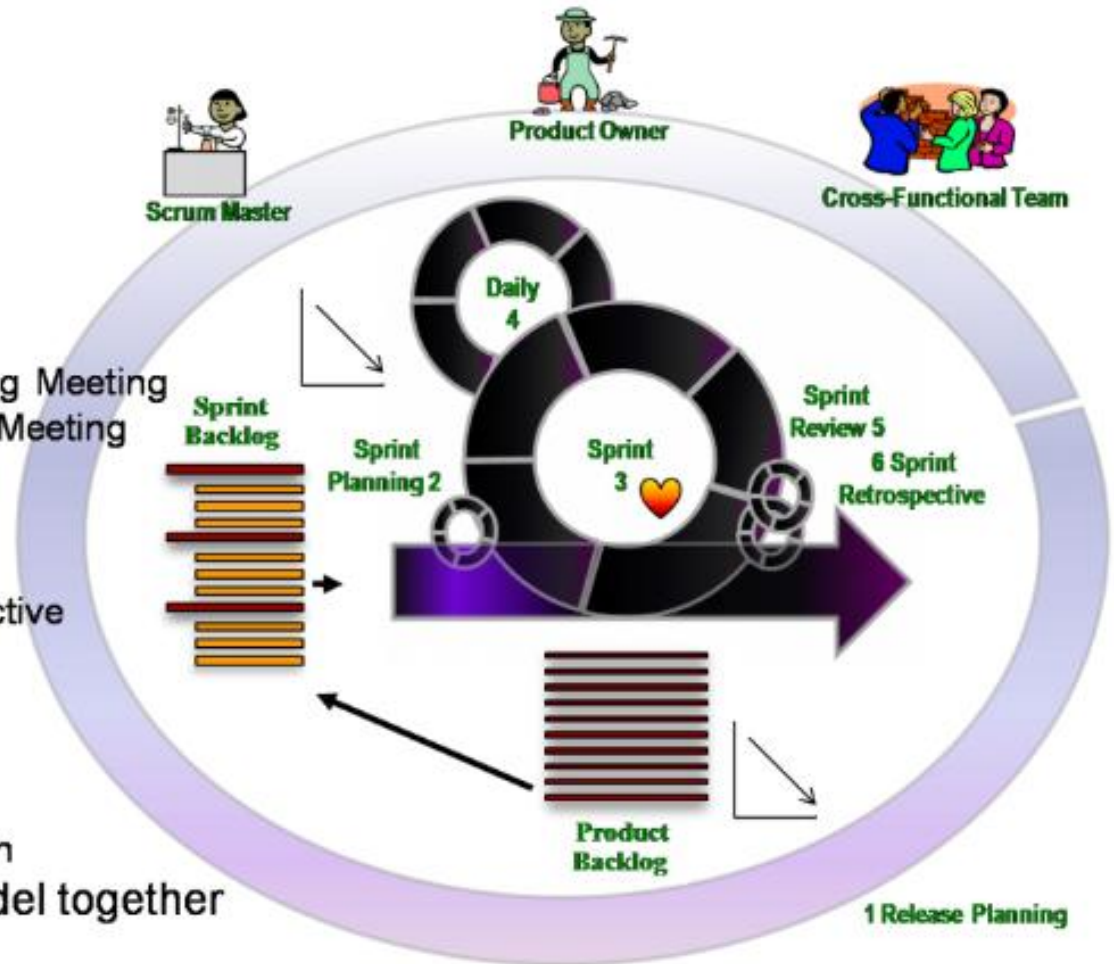 Product Owner
Scrum Master
Cross-Functional Team
Daily
4
g Meeting
Meeting
Sprint
Backlog
Sprint
Planning 2
Sprint
3
Sprint
Review 5
6 Sprint
Retrospective
ctive
Product
Backlog
n
del together
1 Release Planning